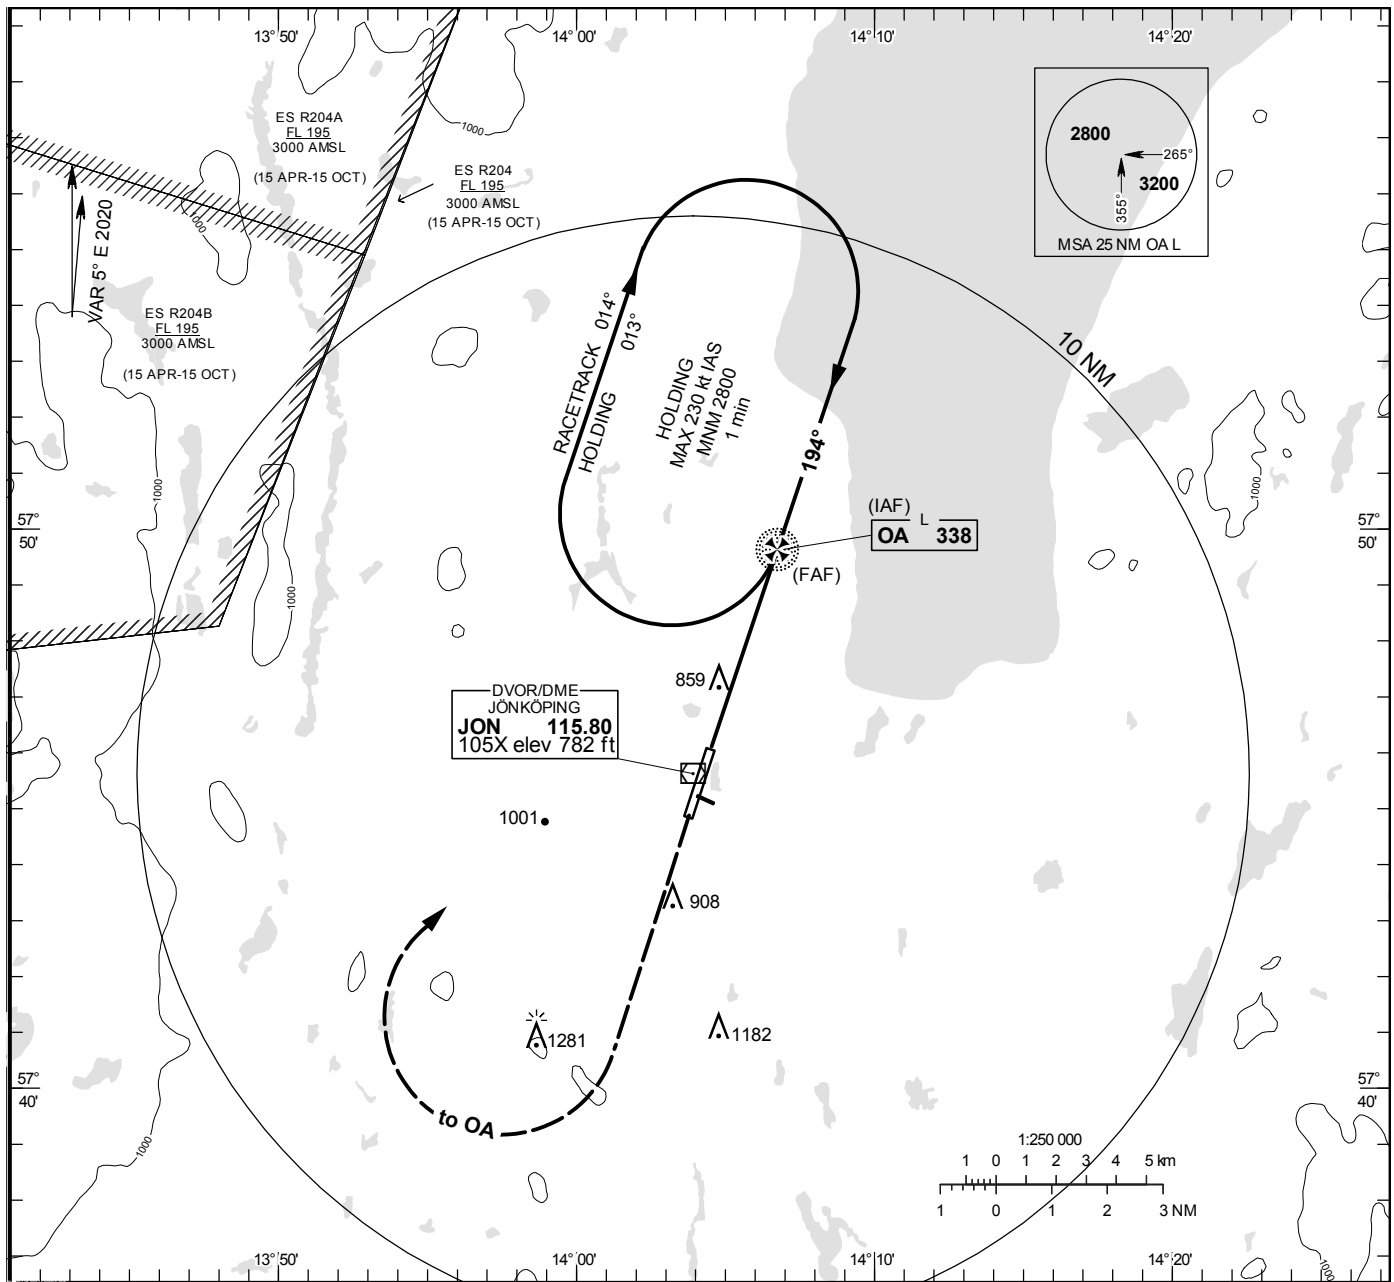 13°50'
14°00'
14°10'
14°20'
ES R204A
FL 195
3000 AMSL
(15 APR-15 OCT)
1000
ES R204
FL 195
3000 AMSL
(15 APR-15 OCT)
2800
265°
3200
355°
MSA 25 NM OA L
1000
VAR 5° E 2020
ES R204B
FL 195
3000 AMSL
(15 APR-15 OCT)
RACETRACK 014°
HOLDING 013°
HOLDING
MAX 230 kt IAS
MNM 2800
1 min
194°
10 NM
1000
1000
57°
50'
(IAF)
L
OA 338
(FAF)
57°
50'
1000
859
DVOR/DME
JÖNKÖPING
JON 115.80
105X elev 782 ft
1001
908
1281
1182
57°
40'
57°
40'
to OA
1000
1:250 000
1 0 1 2 3 4 5 km
1 0 1 2 3 NM
13°50'
14°00'
14°10'
14°20'
1000